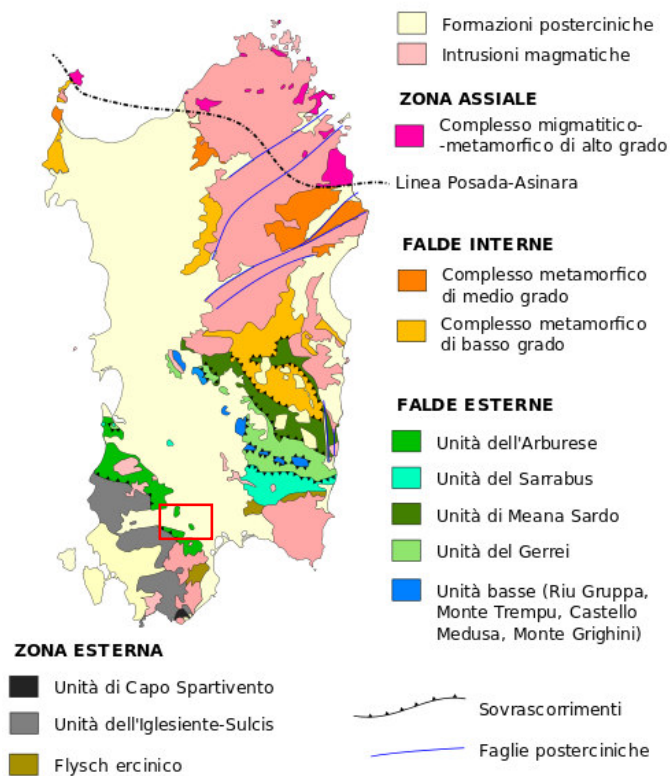 Formazioni posterciniche
Intrusioni magmatiche
ZONA ASSIALE
Complesso migmatitico-
-metamorfico di alto grado
Linea Posada-Asinara
FALDE INTERNE
Complesso metamorfico
di medio grado
Complesso metamorfico
di basso grado
FALDE ESTERNE
Unità dell'Arburese
Unità del Sarrabus
Unità di Meana Sardo
Unità del Gerrei
Unità basse (Riu Gruppa,
Monte Trempu, Castello
Medusa, Monte Grighini)
ZONA ESTERNA
Unità di Capo Spartivento
Unità dell'Iglesiente-Sulcis
Flysch ercinico
Sovrascorrimenti
Faglie posterciniche